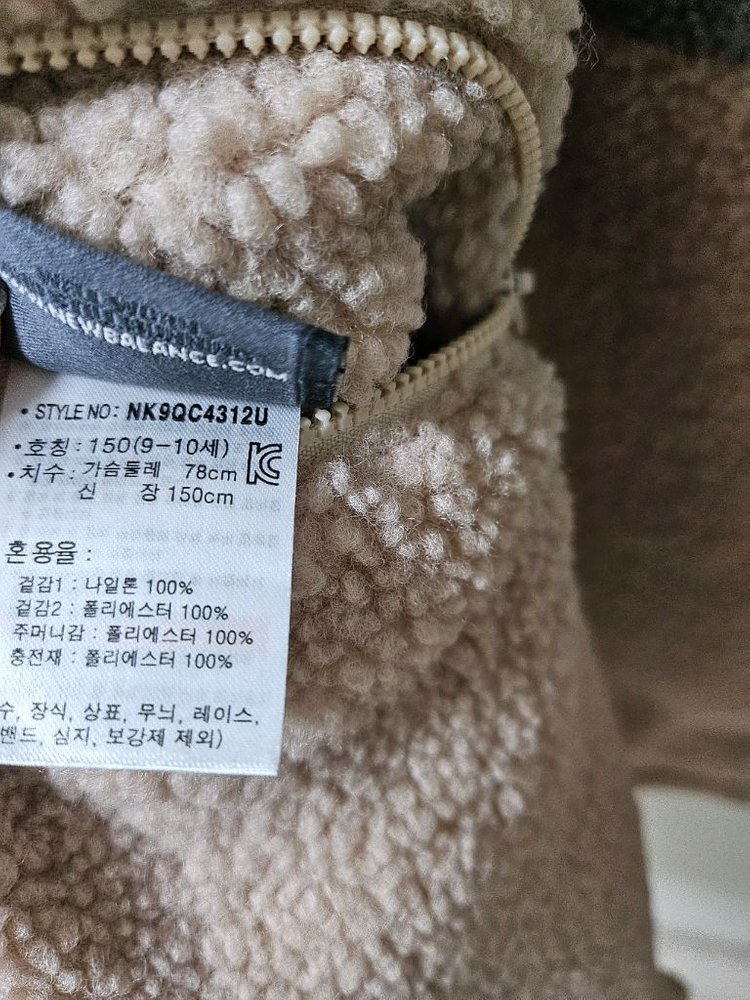 WWW.NEWBALANCE.COM
• STYLE NO: NK9QC4312U
• 호칭 : 150(9-10세)
• 치수 : 가슴둘레 78cm
신 장 150cm
혼용율 :
겉감1 : 나일론 100%
겉감2 : 폴리에스터 100%
주머니감 : 폴리에스터 100%
충전재 : 폴리에스터 100%
수, 장식, 상표, 무늬, 레이스,
밴드, 심지, 보강제 제외)